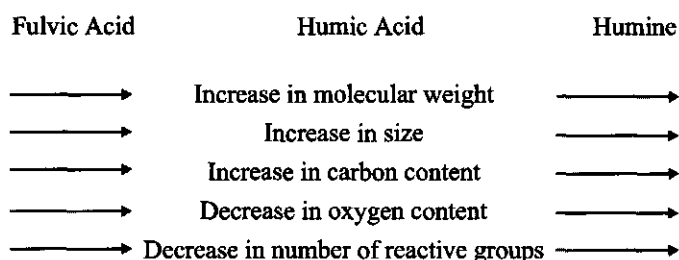 Fulvic Acid Humic Acid Humine
Increase in molecular weight
Increase in size
Increase in carbon content
Decrease in oxygen content
Decrease in number of reactive groups